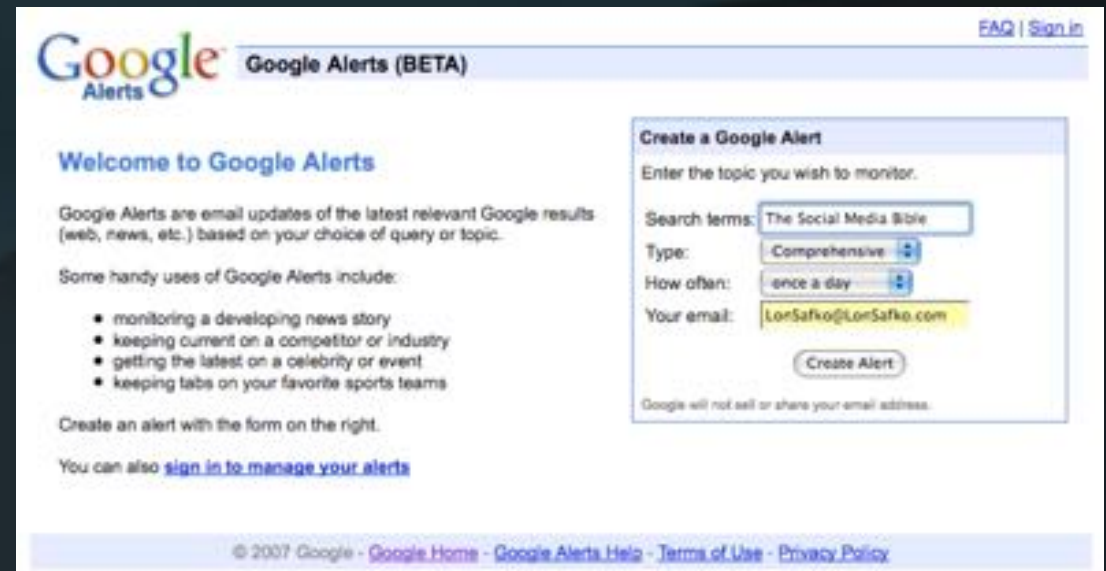 FAQ | Sign in
Google
Alerts
Google Alerts (BETA)
Welcome to Google Alerts
Google Alerts are email updates of the latest relevant Google results
(web, news, etc.) based on your choice of query or topic.
Some handy uses of Google Alerts include:
• monitoring a developing news story
• keeping current on a competitor or industry
• getting the latest on a celebrity or event
• keeping tabs on your favorite sports teams
Create an alert with the form on the right.
You can also sign in to manage your alerts
Create a Google Alert
Enter the topic you wish to monitor.
Search terms: The Social Media Bible
Type: Comprehensive
How often: once a day
Your email: LonSafko@LonSafko.com
Create Alert
Google will not sell or share your email address.
© 2007 Google - Google Home - Google Alerts Help - Terms of Use - Privacy Policy